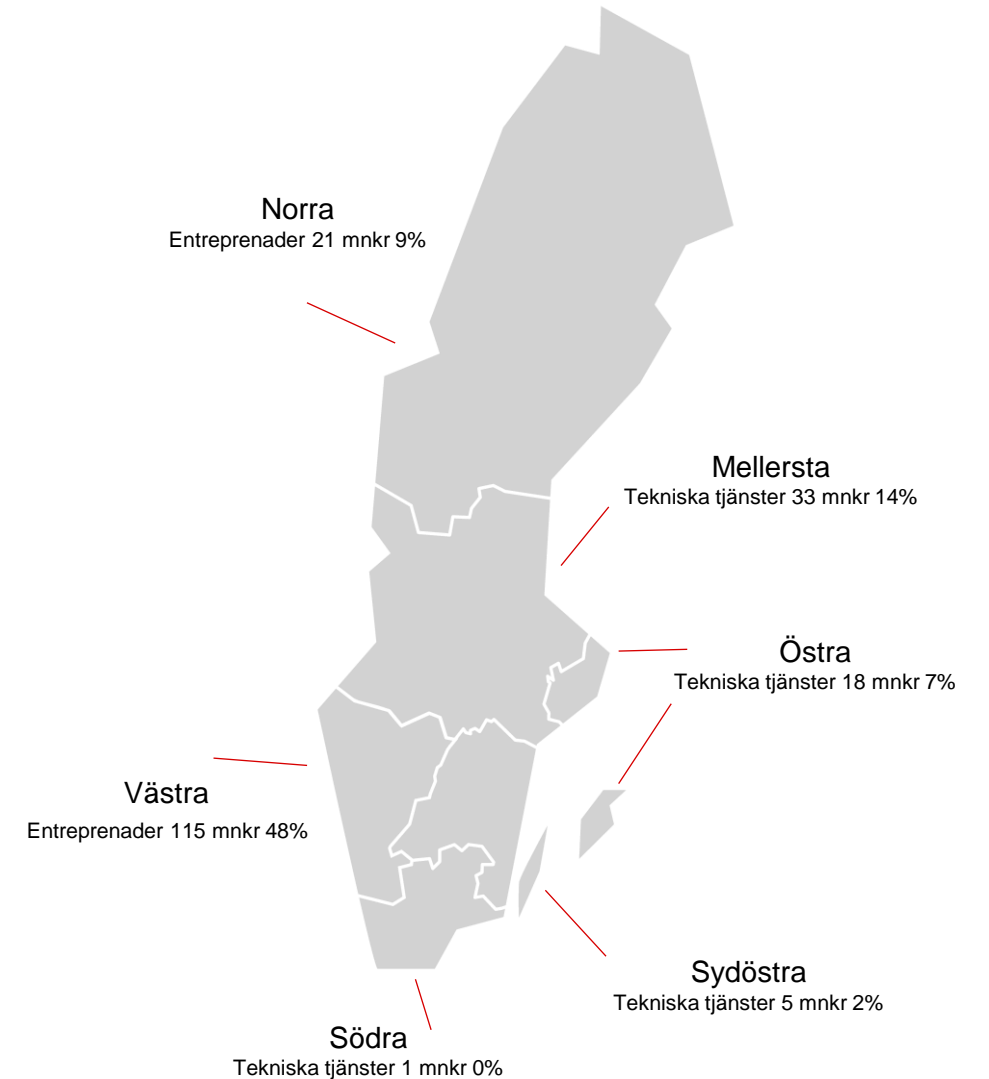 Norra
Entreprenader 21 mnkr 9%
Mellersta
Tekniska tjänster 33 mnkr 14%
Östra
Tekniska tjänster 18 mnkr 7%
Västra
Entreprenader 115 mnkr 48%
Sydöstra
Tekniska tjänster 5 mnkr 2%
Södra
Tekniska tjänster 1 mnkr 0%